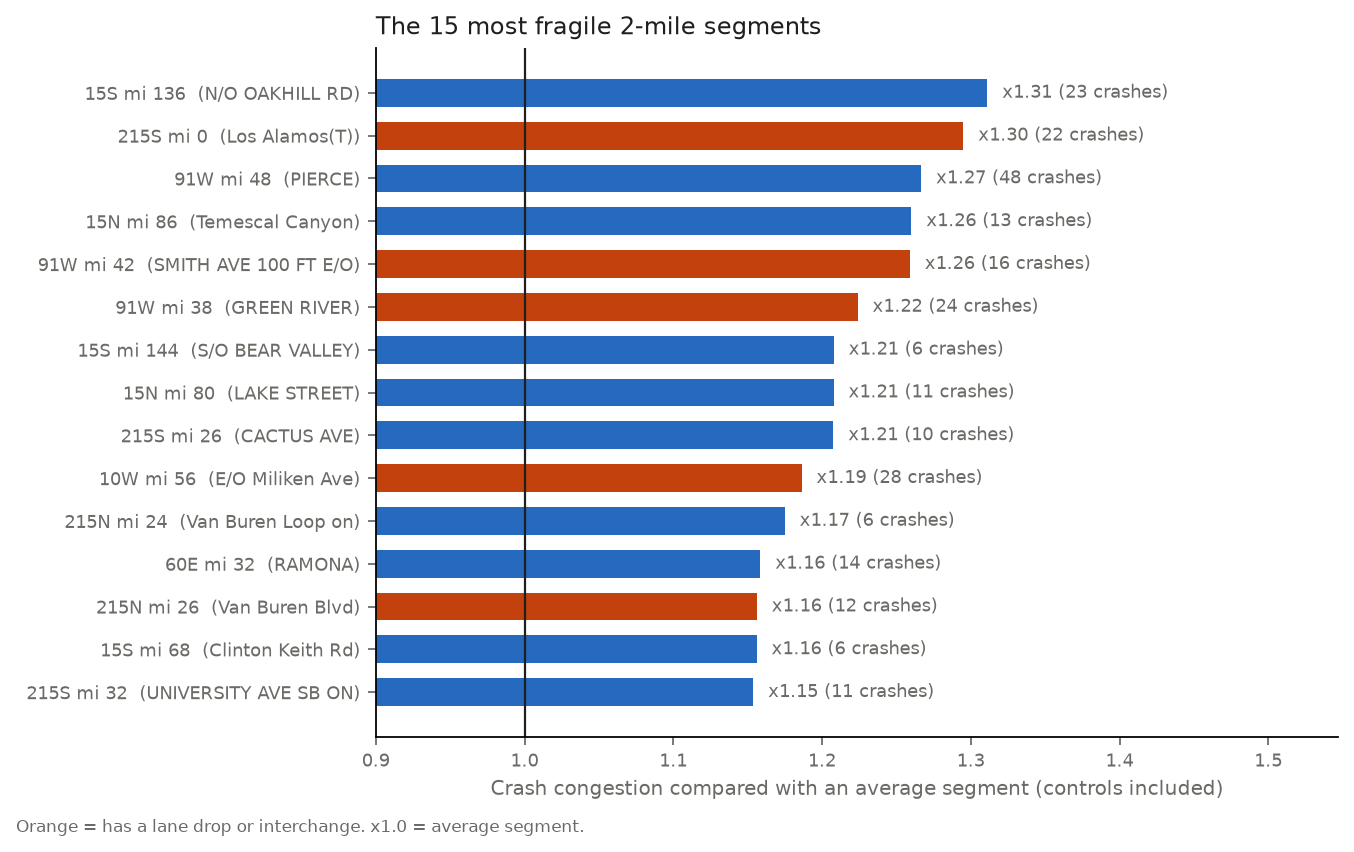 The 15 most fragile 2-mile segments
15S mi 136  (N/O OAKHILL RD)
x1.31 (23 crashes)
215S mi 0  (Los Alamos(T))
x1.30 (22 crashes)
91W mi 48  (PIERCE)
x1.27 (48 crashes)
15N mi 86  (Temescal Canyon)
x1.26 (13 crashes)
91W mi 42  (SMITH AVE 100 FT E/O)
x1.26 (16 crashes)
91W mi 38  (GREEN RIVER)
x1.22 (24 crashes)
15S mi 144  (S/O BEAR VALLEY)
x1.21 (6 crashes)
15N mi 80  (LAKE STREET)
x1.21 (11 crashes)
215S mi 26  (CACTUS AVE)
x1.21 (10 crashes)
10W mi 56  (E/O Miliken Ave)
x1.19 (28 crashes)
215N mi 24  (Van Buren Loop on)
x1.17 (6 crashes)
60E mi 32  (RAMONA)
x1.16 (14 crashes)
215N mi 26  (Van Buren Blvd)
x1.16 (12 crashes)
15S mi 68  (Clinton Keith Rd)
x1.16 (6 crashes)
215S mi 32  (UNIVERSITY AVE SB ON)
x1.15 (11 crashes)
0.9 1.0 1.1 1.2 1.3 1.4 1.5
Crash congestion compared with an average segment (controls included)
Orange = has a lane drop or interchange. x1.0 = average segment.